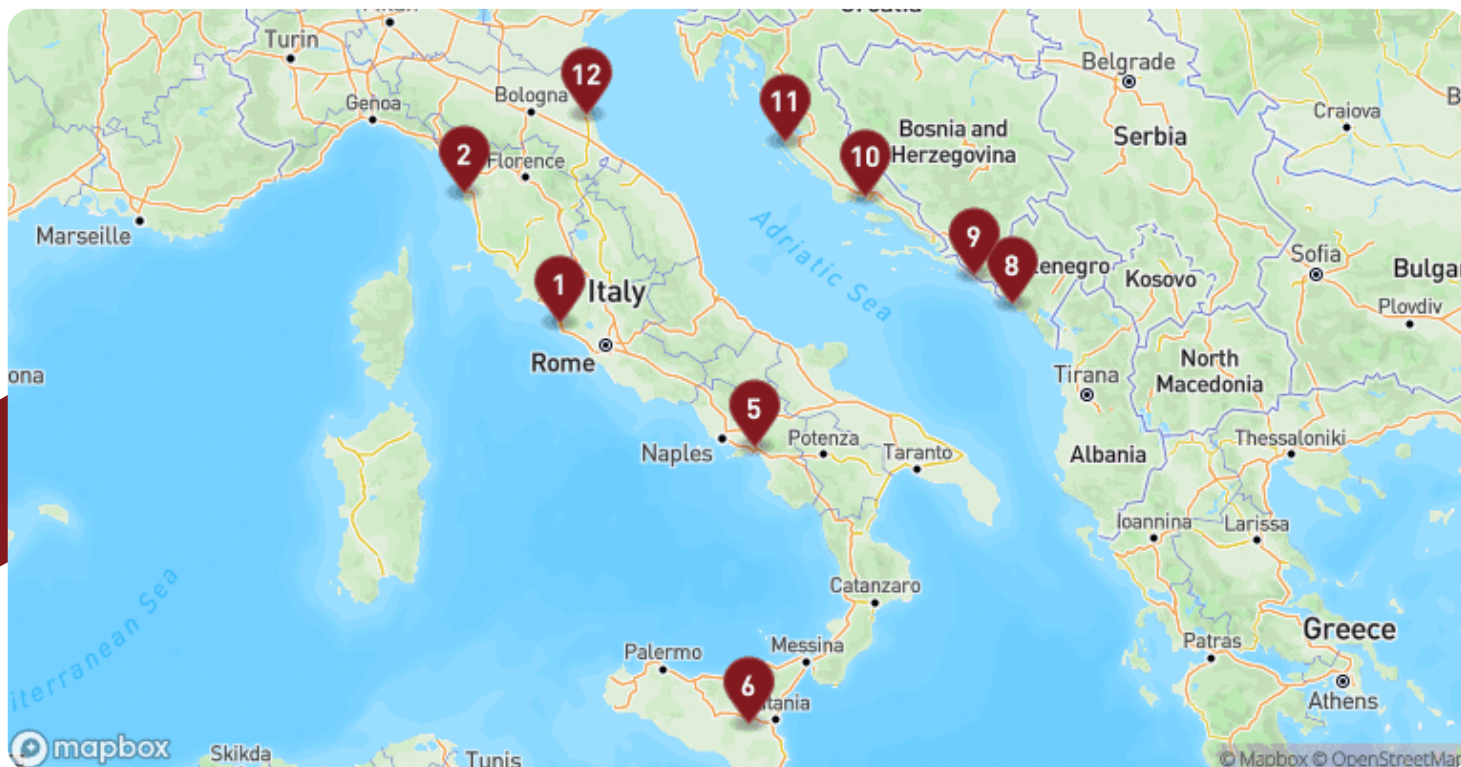 Turin
Bologna
Genoa
Florence
Marseille
Italy
Rome
Naples
Potenza
Taranto
Catanzaro
Messina
Palermo
Adriatic Sea
Croatia
Belgrade
Bosnia and
Herzegovina
Serbia
Craiova
Kosovo
Sofia
Plovdiv
North
Macedonia
Tirana
Albania
Thessaloniki
Ioannina
Larissa
Patras
Greece
Athens
Skikda
Tunis
12
11
2
10
9
8
1
5
6
mapbox
© Mapbox © OpenStreetMap